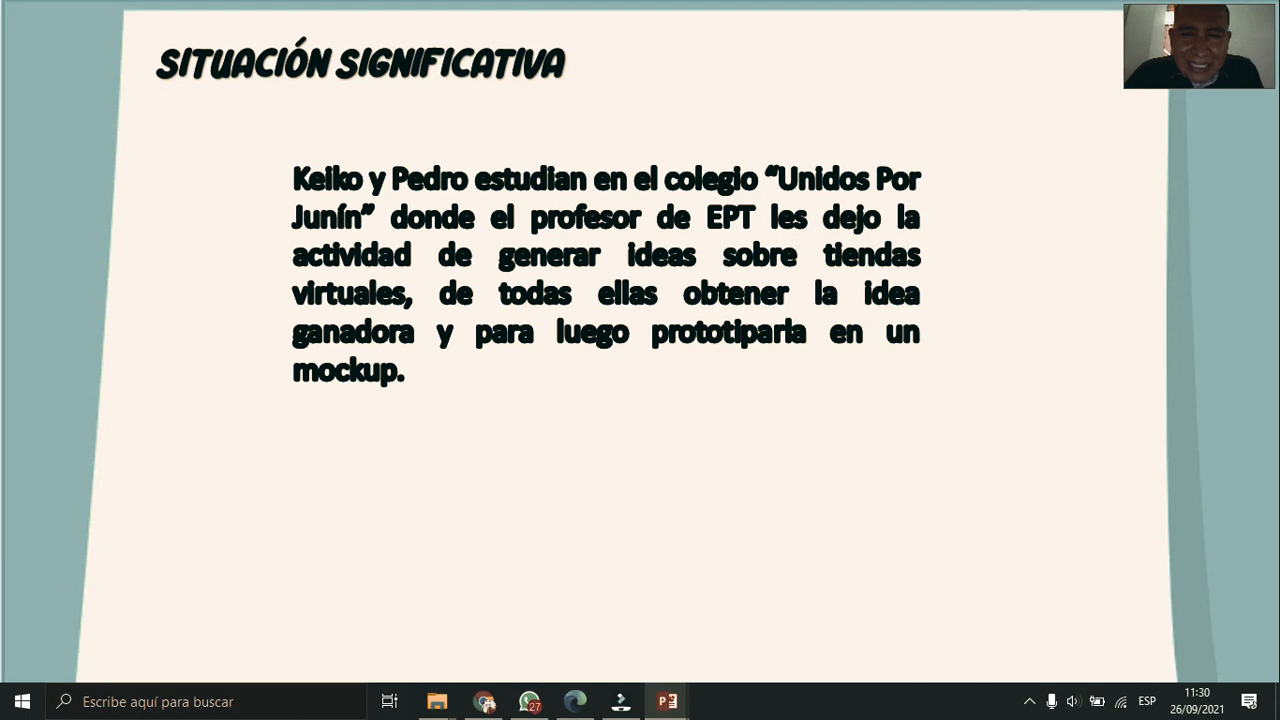 SITUACIÓN SIGNIFICATIVA
Keiko y Pedro estudian en el colegio “Unidos Por
Junín” donde el profesor de EPT les dejo la
actividad de generar ideas sobre tiendas
virtuales, de todas ellas obtener la idea
ganadora y para luego prototiparla en un
mockup.
Escribe aquí para buscar
27
ESP
11:30
26/09/2021